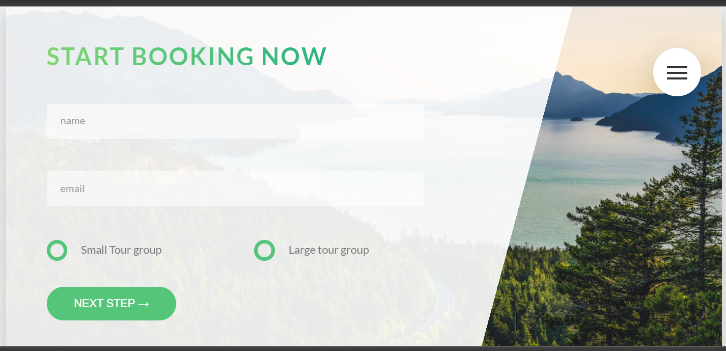 START BOOKING NOW
name
email
Small Tour group
Large tour group
NEXT STEP →